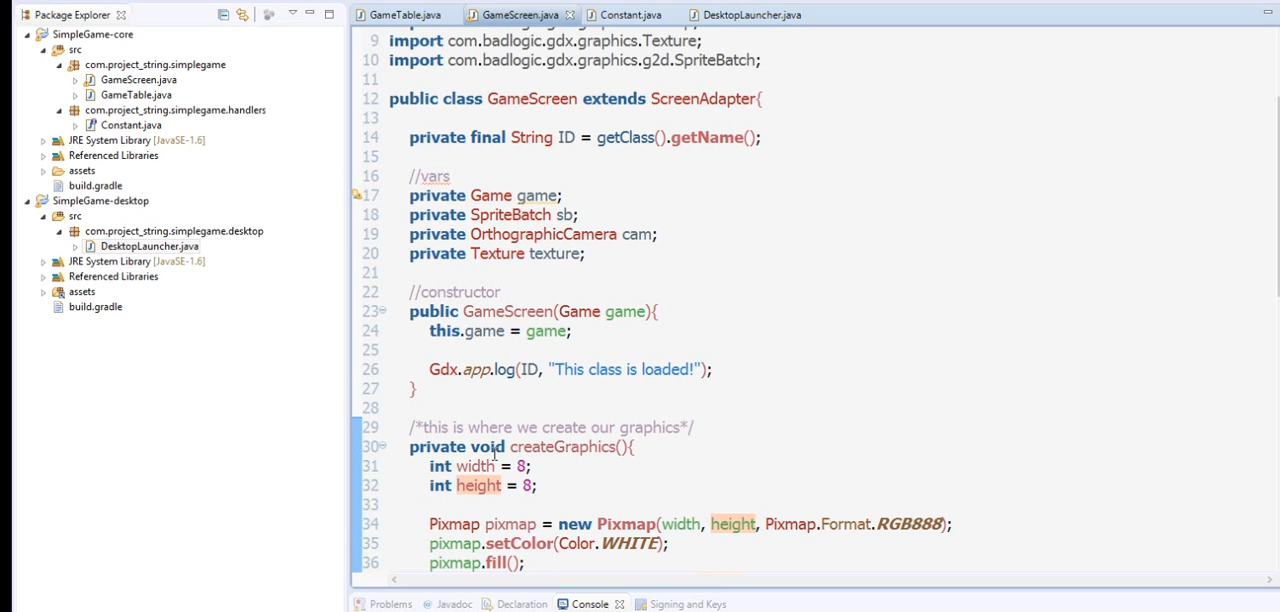 Package Explorer
SimpleGame-core
src
com.project_string.simplegame
GameScreen.java
GameTable.java
com.project_string.simplegame.handlers
Constant.java
JRE System Library [JavaSE-1.6]
Referenced Libraries
assets
build.gradle
SimpleGame-desktop
src
com.project_string.simplegame.desktop
DesktopLauncher.java
JRE System Library [JavaSE-1.6]
Referenced Libraries
assets
build.gradle
GameTable.java GameScreen.java Constant.java DesktopLauncher.java
9 import com.badlogic.gdx.graphics.Texture;
10 import com.badlogic.gdx.graphics.g2d.SpriteBatch;
11
12 public class GameScreen extends ScreenAdapter{
13
14 private final String ID = getClass().getName();
15
16 //vars
17 private Game game;
18 private SpriteBatch sb;
19 private OrthographicCamera cam;
20 private Texture texture;
21
22 //constructor
23 public GameScreen(Game game){
24 this.game = game;
25
26 Gdx.app.log(ID, "This class is loaded!");
27 }
28
29 /*this is where we create our graphics*/
30 private void createGraphics(){
31 int width = 8;
32 int height = 8;
33
34 Pixmap pixmap = new Pixmap(width, height, Pixmap.Format.RGB888);
35 pixmap.setColor(Color.WHITE);
36 pixmap.fill();
Problems Javadoc Declaration Console Signing and Keys